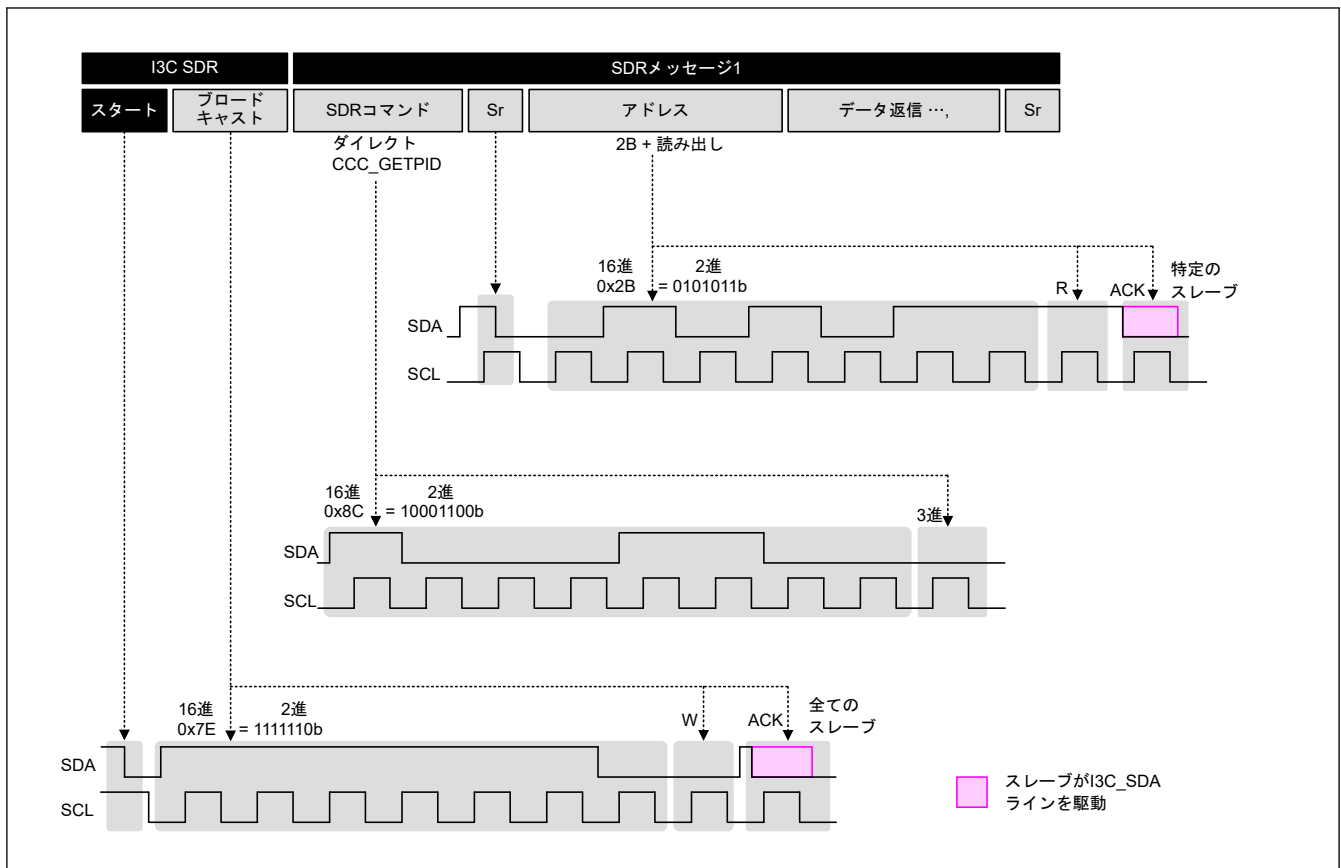 I3C SDR
SDRメッセージ1
スタート
ブロード
キャスト
SDRコマンド
Sr
アドレス
データ返信 …,
Sr
ダイレクト
CCC_GETPID
2B + 読み出し
16進
0x2B
2進
= 0101011b
R
ACK
特定の
スレーブ
SDA
SCL
16進
0x8C
2進
= 10001100b
3進
SDA
SCL
16進
0x7E
2進
= 1111110b
W
ACK
全ての
スレーブ
SDA
SCL
スレーブがI3C_SDA
ラインを駆動